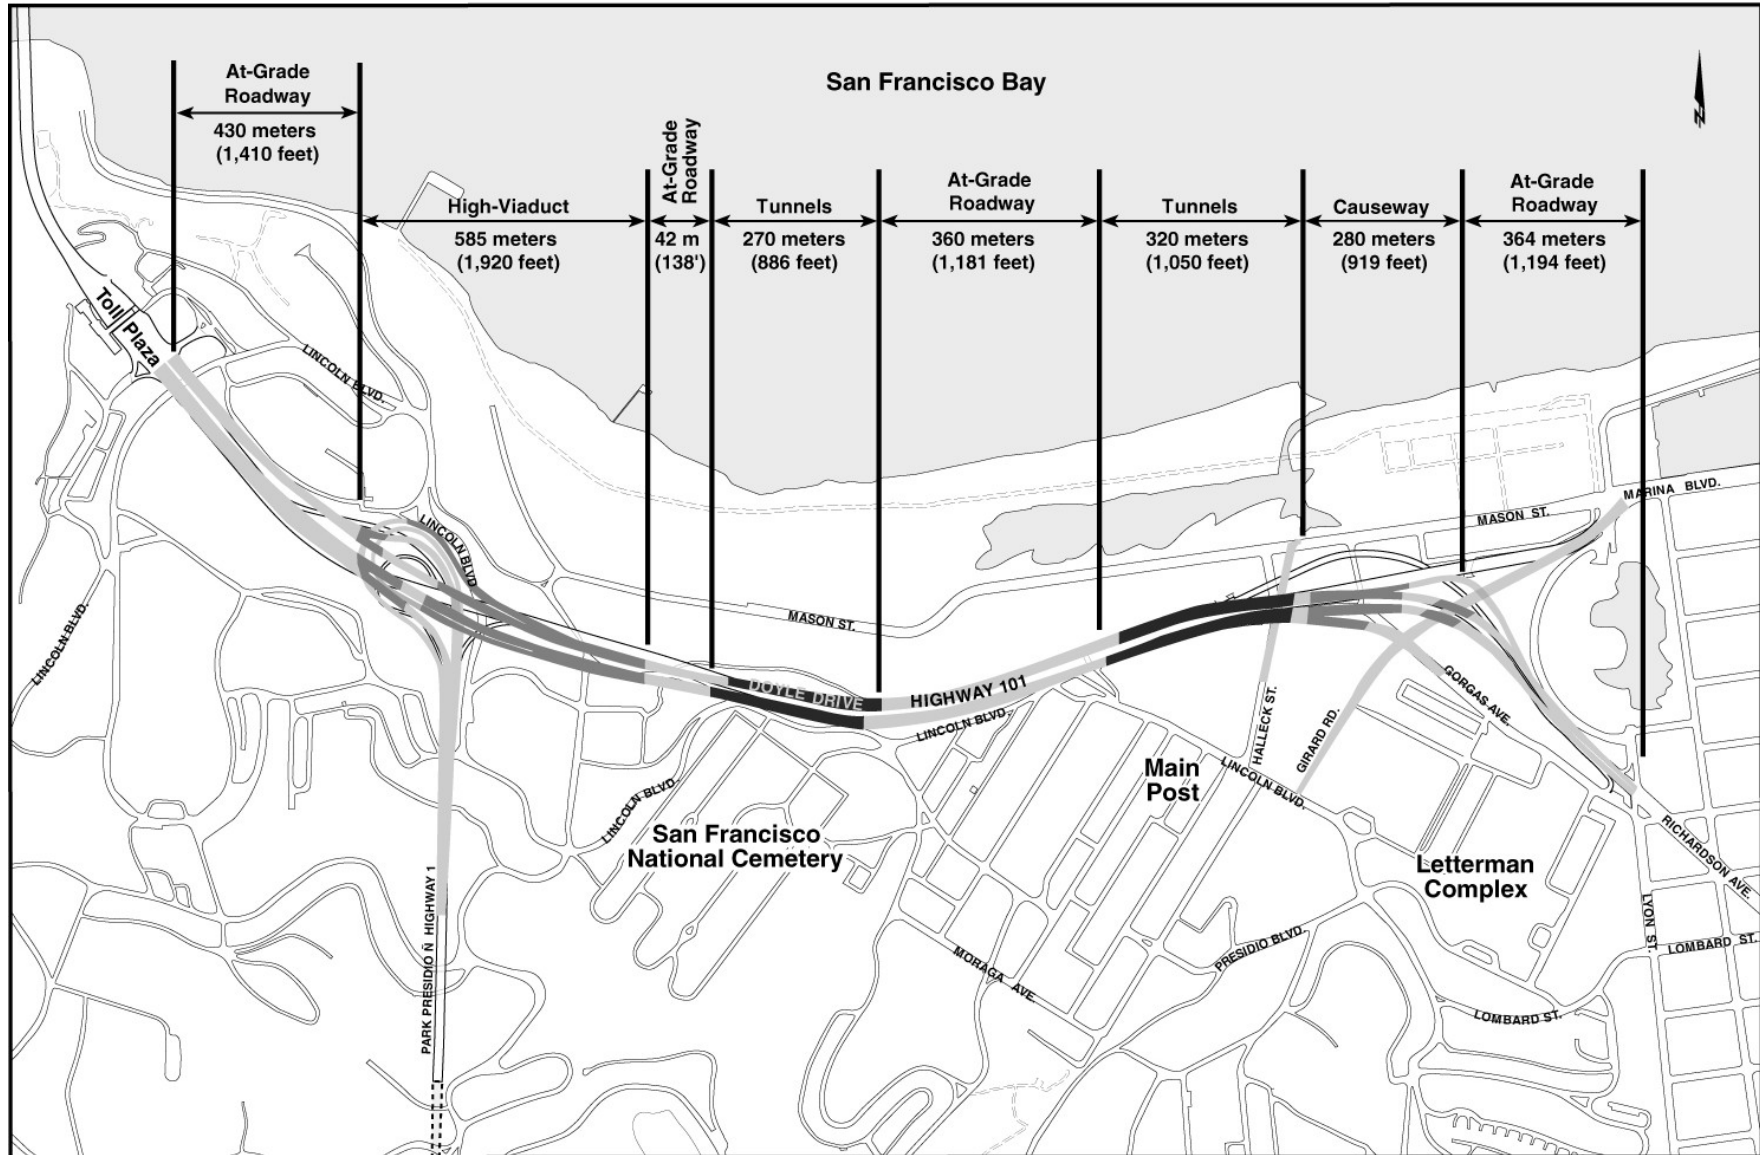 San Francisco Bay
At-Grade
Roadway
430 meters
(1,410 feet)
High-Viaduct
585 meters
(1,920 feet)
At-Grade
Roadway
42 m
(138')
Tunnels
270 meters
(886 feet)
At-Grade
Roadway
360 meters
(1,181 feet)
Tunnels
320 meters
(1,050 feet)
Causeway
280 meters
(919 feet)
At-Grade
Roadway
364 meters
(1,194 feet)
N
Toll
Plaza
LINCOLN BLVD.
LINCOLN BLVD
LINCOLN BLVD.
MASON ST.
MASON ST.
MARINA BLVD.
DOYLE DRIVE
HIGHWAY 101
LINCOLN BLVD.
LINCOLN BLVD.
HALLECK ST.
GIRARD RD.
GORGAS AVE.
LINCOLN BLVD.
Main
Post
San Francisco
National Cemetery
Letterman
Complex
RICHARDSON AVE.
LYON ST.
LOMBARD ST.
PRESIDIO BLVD.
MORAGA AVE.
LOMBARD ST.
PARK PRESIDIO Ñ HIGHWAY 1